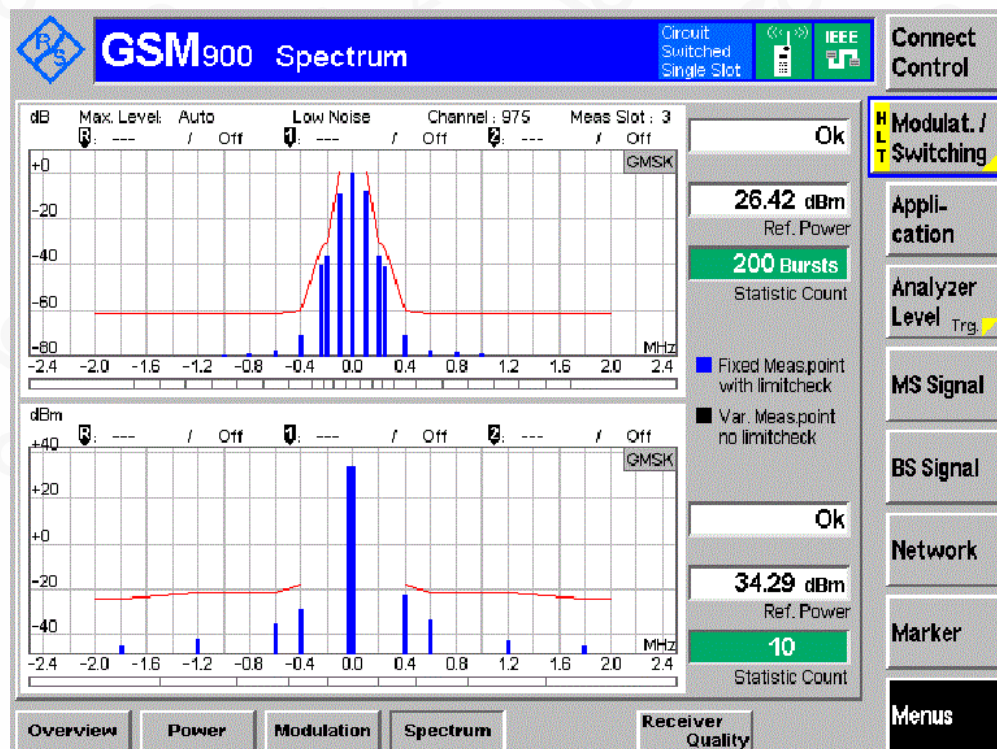 R/S
GSM900 Spectrum
Circuit
Switched
Single Slot
IEEE
Connect
Control
dB Max. Level: Auto Low Noise Channel : 975 Meas Slot : 3
R : --- / Off 1 : --- / Off 2 : --- / Off
GMSK
+0
-20
-40
-60
-80
MHz
-2.4 -2.0 -1.6 -1.2 -0.8 -0.4 0.0 0.4 0.8 1.2 1.6 2.0 2.4
Ok
26.42 dBm
Ref. Power
200 Bursts
Statistic Count
Fixed Meas.point
with limitcheck
Var. Meas.point
no limitcheck
dBm
R : --- / Off 1 : --- / Off 2 : --- / Off
GMSK
+40
+20
+0
-20
-40
MHz
-2.4 -2.0 -1.6 -1.2 -0.8 -0.4 0.0 0.4 0.8 1.2 1.6 2.0 2.4
Ok
34.29 dBm
Ref. Power
10
Statistic Count
HLT
Modulat. /
Switching
Appli-
cation
Analyzer
Level Trg.
MS Signal
BS Signal
Network
Marker
Menus
Overview Power Modulation Spectrum Receiver
Quality